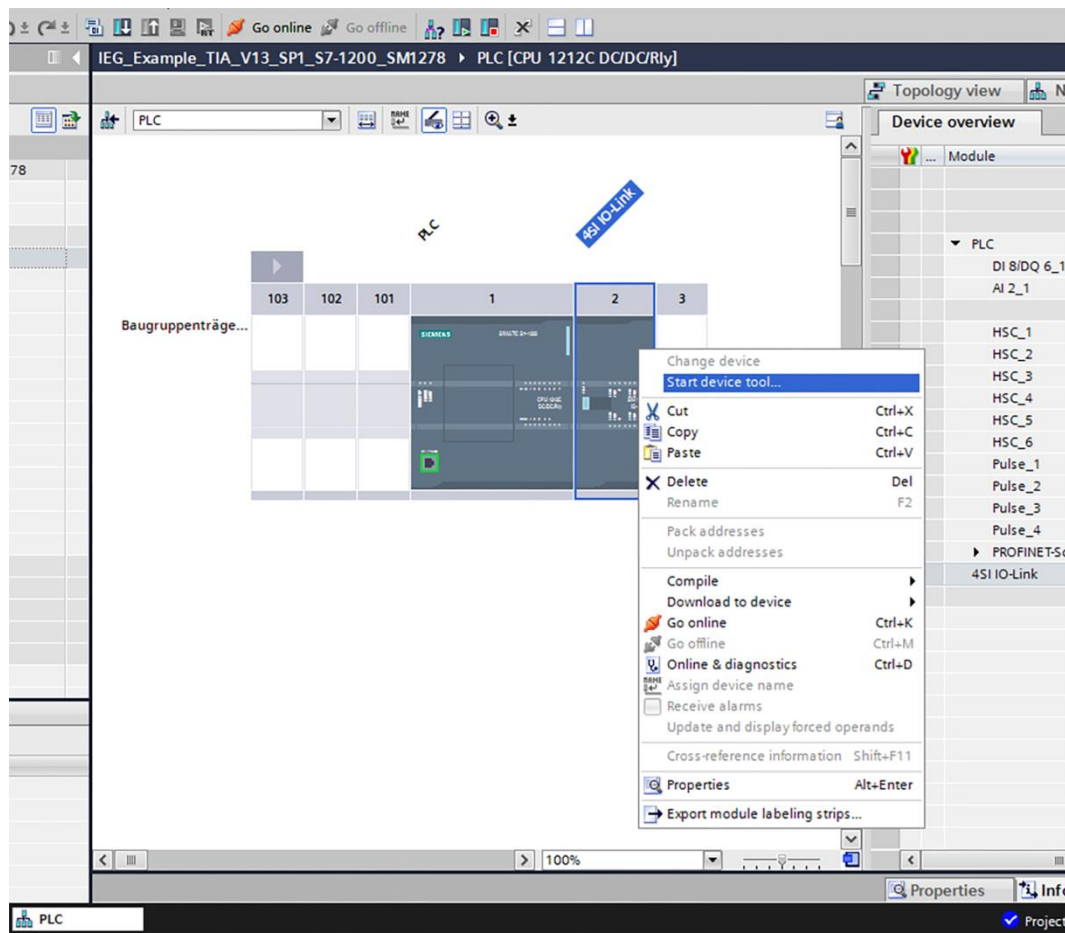 Go online Go offline
IEG_Example_TIA_V13_SP1_S7-1200_SM1278 ▸ PLC [CPU 1212C DC/DC/Rly]
Topology view N
PLC
Device overview
... Module
78
PLC
4SI IO-Link
PLC
DI 8/DQ 6_1
AI 2_1
HSC_1
HSC_2
HSC_3
HSC_4
HSC_5
HSC_6
Pulse_1
Pulse_2
Pulse_3
Pulse_4
PROFINET-Sc
4SI IO-Link
103 102 101 1 2 3
Baugruppenträge...
SIEMENS
Change device
Start device tool...
Cut Ctrl+X
Copy Ctrl+C
Paste Ctrl+V
Delete Del
Rename F2
Pack addresses
Unpack addresses
Compile
Download to device
Go online Ctrl+K
Go offline Ctrl+M
Online & diagnostics Ctrl+D
Assign device name
Receive alarms
Update and display forced operands
Cross-reference information Shift+F11
Properties Alt+Enter
Export module labeling strips...
100%
Properties Info
PLC
Project